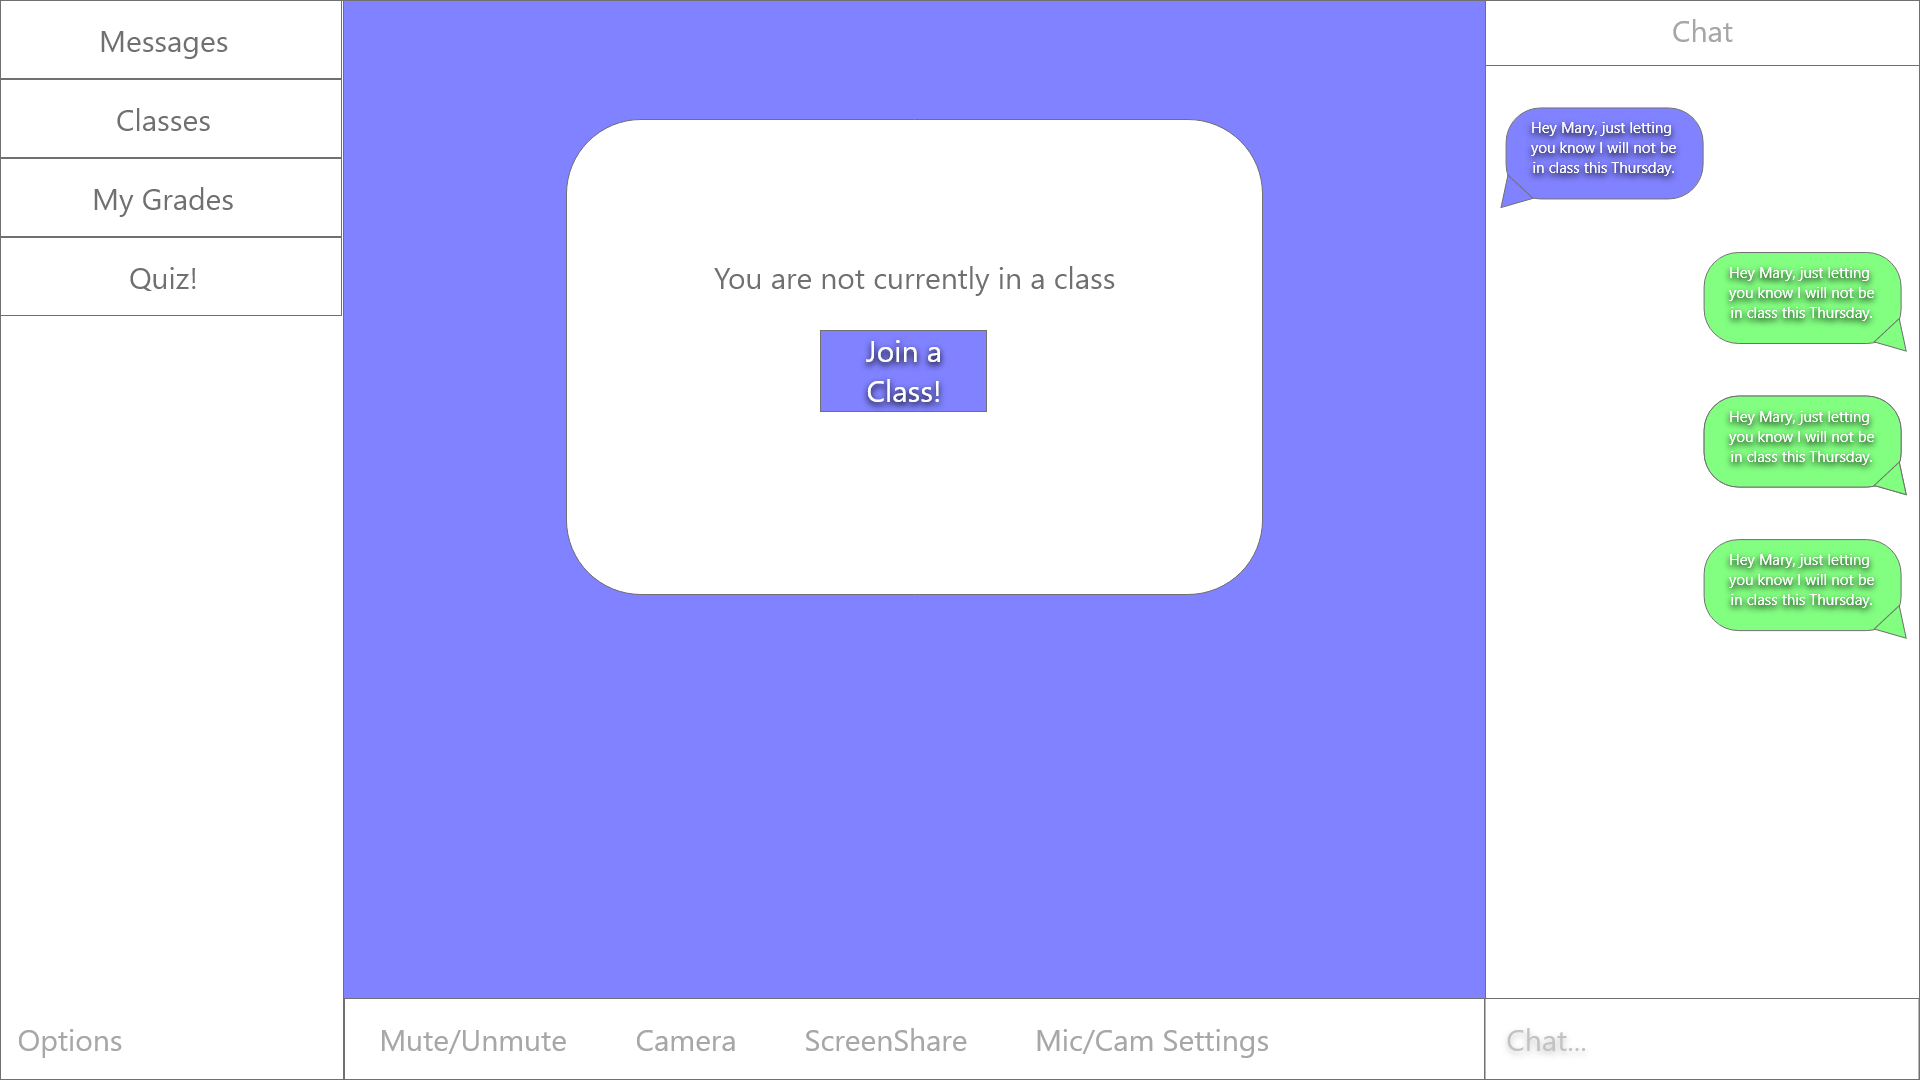 Messages
Classes
My Grades
Quiz!
Options
You are not currently in a class
Join a
Class!
Mute/Unmute
Camera
ScreenShare
Mic/Cam Settings
Chat
Hey Mary, just letting
you know I will not be
in class this Thursday.
Hey Mary, just letting
you know I will not be
in class this Thursday.
Hey Mary, just letting
you know I will not be
in class this Thursday.
Hey Mary, just letting
you know I will not be
in class this Thursday.
Chat...